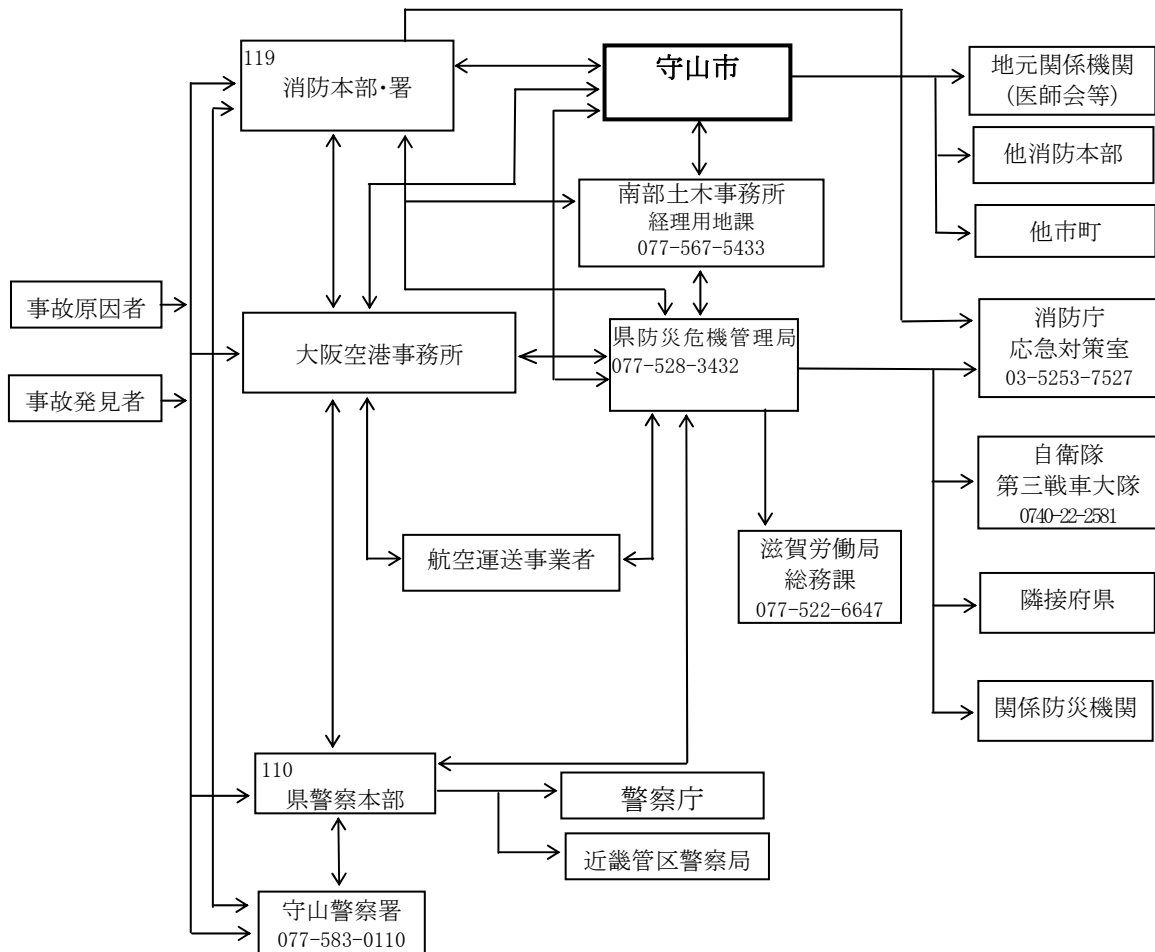 119
消防本部・署
守山市
地元関係機関
(医師会等)
他消防本部
他市町
南部土木事務所
経理用地課
077-567-5433
事故原因者
事故発見者
大阪空港事務所
県防災危機管理局
077-528-3432
消防庁
応急対策室
03-5253-7527
自衛隊
第三戦車大隊
0740-22-2581
航空運送事業者
滋賀労働局
総務課
077-522-6647
隣接府県
関係防災機関
110
県警察本部
警察庁
近畿管区警察局
守山警察署
077-583-0110